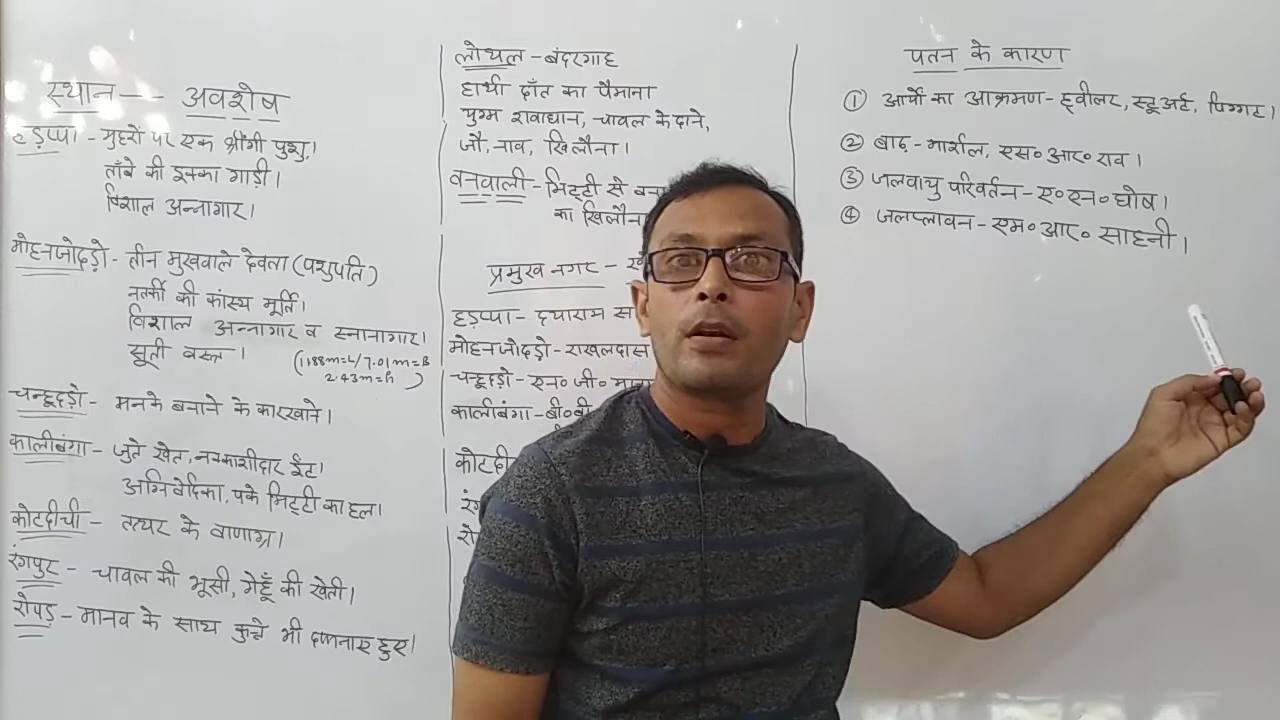 स्थान — अवशेष
हड़प्पा - मुहरों पर एक श्रींगी पुशु।
ताँबे की इक्का गाड़ी।
विशाल अन्नागार।
मोहनजोदड़ो - तीन मुखवाले देवता (पशुपति)
नर्तकी की कांस्य मूर्ति।
विशाल अन्नागार व स्नानागार।
सूती वस्त्र।
(11.88m=L/7.01m=B
2.43m=h)
चन्हूदड़ो - मनके बनाने के कारखाने।
कालीबंगा - जुते खेत, नक्काशीदार ईंट।
अग्निवेदिका, पके मिट्टी का हल।
कोटदीची - तत्थर के वाणाग्र।
रंगपुर - चावल की भूसी, गेहूँ की खेती।
रोपड़ - मानव के साथ कुत्ते भी दफनाए हुए।
लोथल - बंदरगाह
हाथी दाँत का पैमाना
युग्म शवाधान, चावल के दाने,
जौ, नाव, खिलौना।
बनवाली - मिट्टी से बना
का खिलौना
प्रमुख नगर -
हड़प्पा - दयाराम
मोहनजोदड़ो - राखलदास
चन्हूदड़ो - एन० जी०
कालीबंगा - बी० बी
कोटदी
रंग
रो
पतन के कारण
① आर्यों का आक्रमण - ह्वीलर, स्टूअर्ट, पिग्गट।
② बाढ़ - मार्शल, एस० आर० राव।
③ जलवायु परिवर्तन - ए० एन० घोष।
④ जलप्लावन - एम० आर० साहनी।